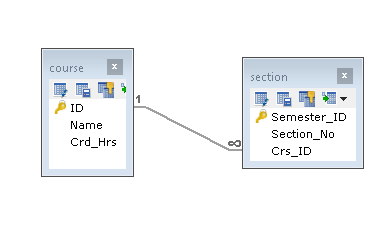 course
ID
Name
Crd_Hrs
1
∞
section
Semester_ID
Section_No
Crs_ID